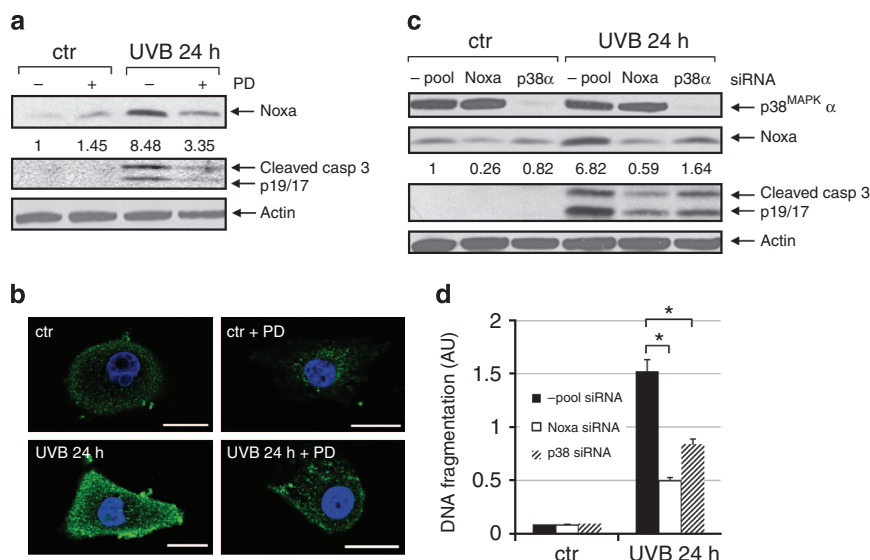 a
ctr
UVB 24 h
– + – + PD
Noxa
1 1.45 8.48 3.35
Cleaved casp 3
p19/17
Actin
b
ctr
ctr + PD
UVB 24 h
UVB 24 h + PD
c
ctr
UVB 24 h
– pool Noxa p38α – pool Noxa p38α siRNA
p38MAPK α
Noxa
1 0.26 0.82 6.82 0.59 1.64
Cleaved casp 3
p19/17
Actin
d
DNA fragmentation (AU)
2
1.5
1
0.5
0
* 
*
–pool siRNA
Noxa siRNA
p38 siRNA
ctr
UVB 24 h